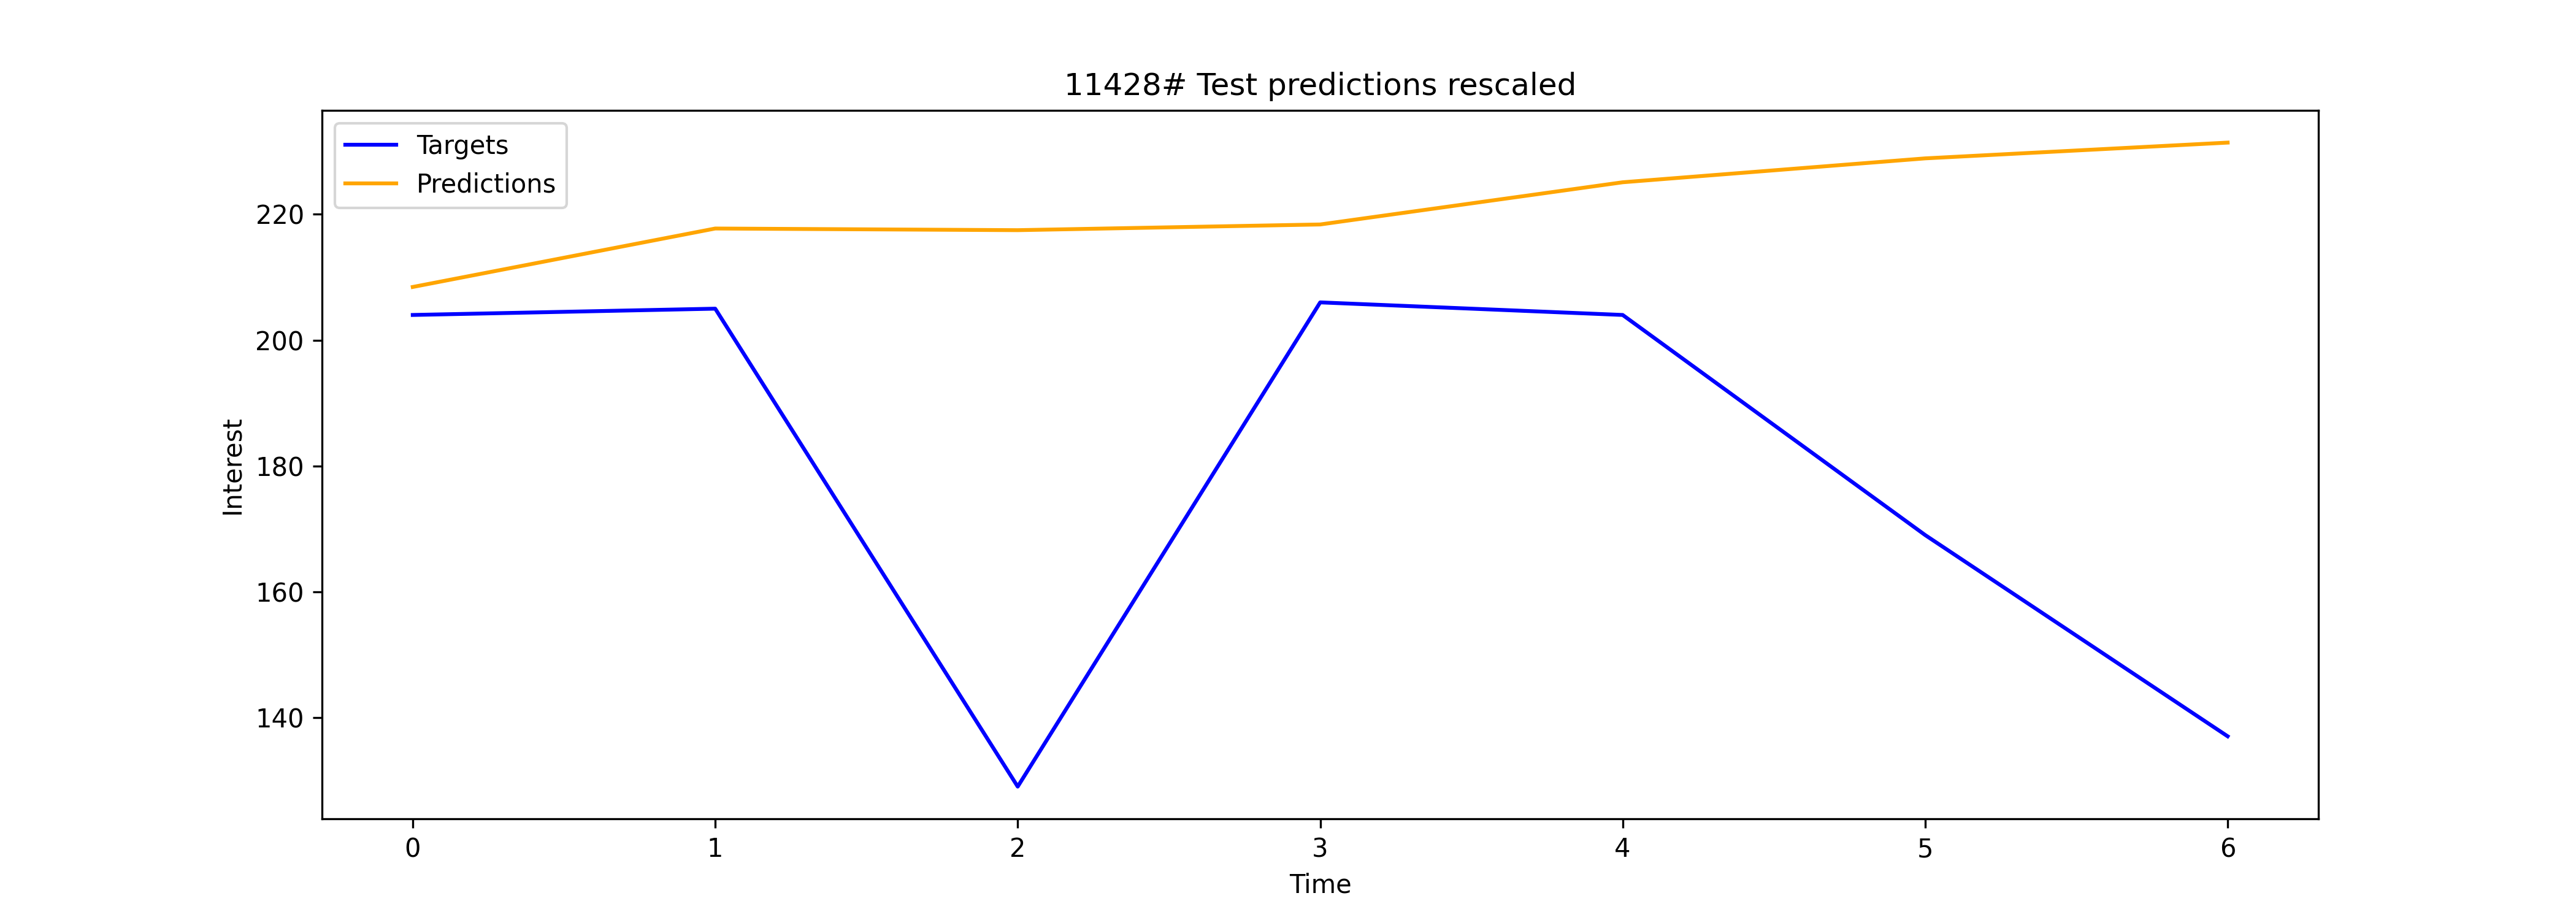 11428# Test predictions rescaled
Targets
Predictions
220
200
180
160
140
Interest
0 1 2 3 4 5 6
Time